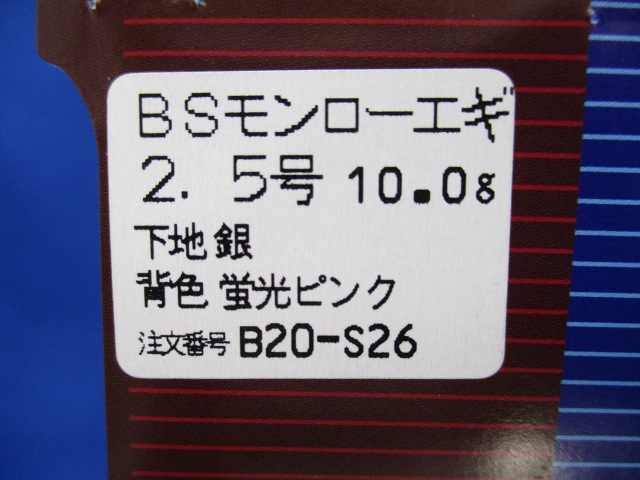 BSモンローエギ
2.5号 10.0g
下地 銀
背色 蛍光ピンク
注文番号 B20-S26